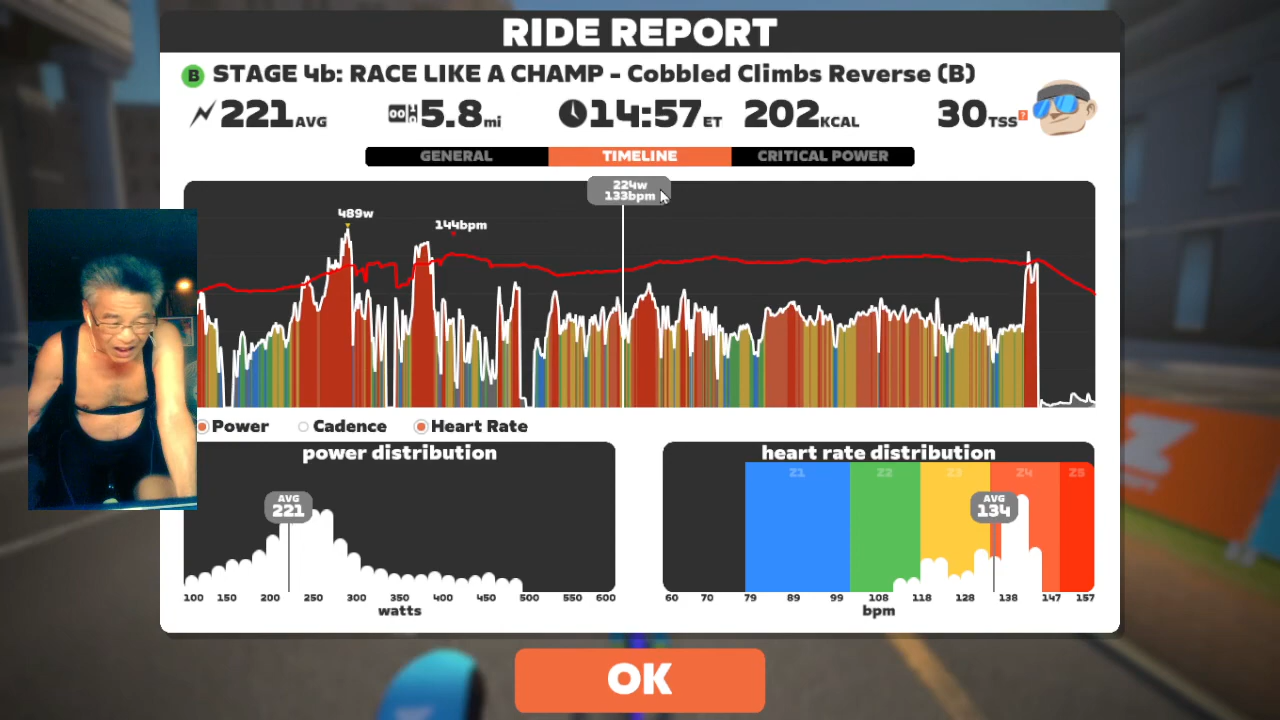 RIDE REPORT
B STAGE 4b: RACE LIKE A CHAMP - Cobbled Climbs Reverse (B)
221AVG 5.8mi 14:57ET 202KCAL 30TSS?
GENERAL TIMELINE CRITICAL POWER
224w
133bpm
489w
144bpm
Power Cadence Heart Rate
power distribution
AVG
221
100 150 200 250 300 350 400 450 500 550 600
watts
heart rate distribution
Z1 Z2 Z3 Z4 Z5
AVG
134
60 70 79 89 99 108 118 128 138 147 157
bpm
OK